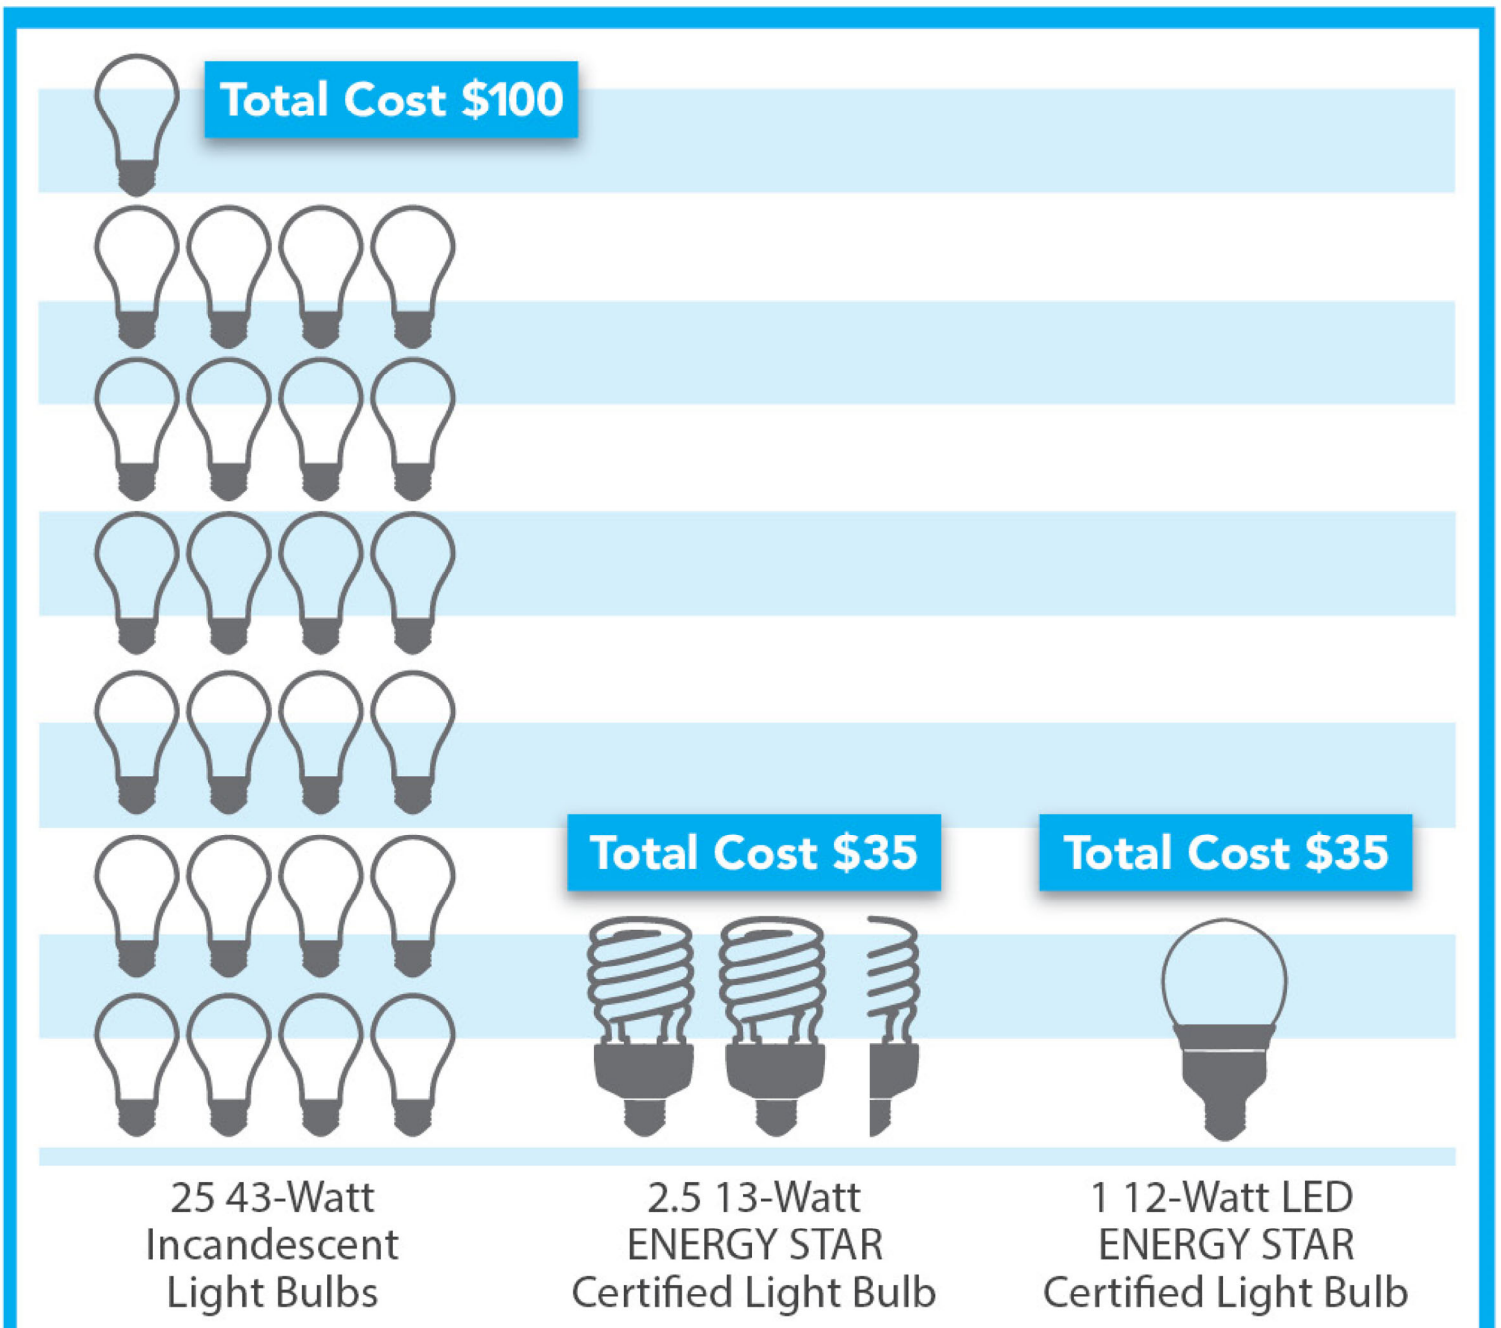 Total Cost $100
Total Cost $35
Total Cost $35
25 43-Watt
Incandescent
Light Bulbs
2.5 13-Watt
ENERGY STAR
Certified Light Bulb
1 12-Watt LED
ENERGY STAR
Certified Light Bulb